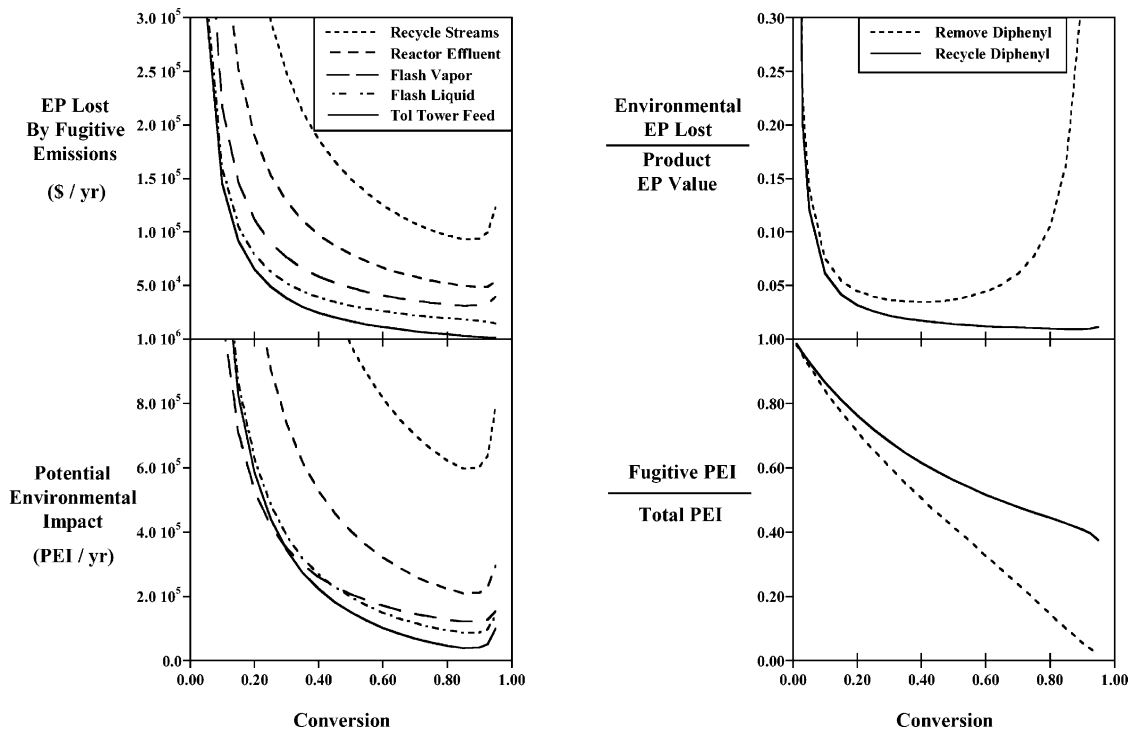 3.0 10⁵
2.5 10⁵
2.0 10⁵
1.5 10⁵
1.0 10⁵
5.0 10⁴
1.0 10⁶
8.0 10⁵
6.0 10⁵
4.0 10⁵
2.0 10⁵
0.0
EP Lost
By Fugitive
Emissions
($ / yr)
Recycle Streams
Reactor Effluent
Flash Vapor
Flash Liquid
Tol Tower Feed
Potential
Environmental
Impact
(PEI / yr)
0.00 0.20 0.40 0.60 0.80 1.00
Conversion
0.30
0.25
0.20
0.15
0.10
0.05
0.00
1.00
0.80
0.60
0.40
0.20
0.00
Environmental
EP Lost
Product
EP Value
Remove Diphenyl
Recycle Diphenyl
Fugitive PEI
Total PEI
0.00 0.20 0.40 0.60 0.80 1.00
Conversion